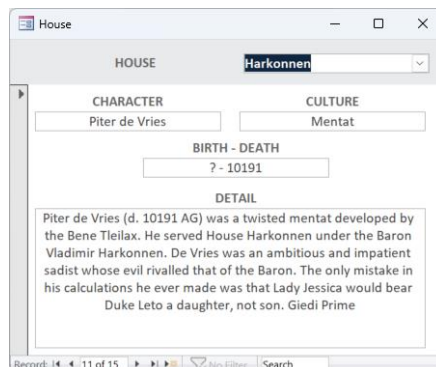 House
HOUSE
Harkonnen
CHARACTER
CULTURE
Piter de Vries
Mentat
BIRTH - DEATH
? - 10191
DETAIL
Piter de Vries (d. 10191 AG) was a twisted mentat developed by
the Bene Tleilax. He served House Harkonnen under the Baron
Vladimir Harkonnen. De Vries was an ambitious and impatient
sadist whose evil rivalled that of the Baron. The only mistake in
his calculations he ever made was that Lady Jessica would bear
Duke Leto a daughter, not son. Giedi Prime
Record: 11 of 15 No Filter Search